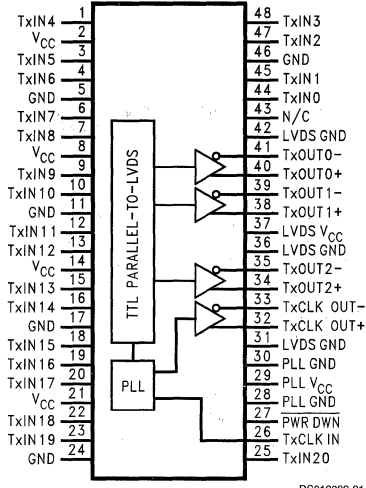 TxIN4 1
VCC 2
TxIN5 3
TxIN6 4
GND 5
TxIN7 6
TxIN8 7
VCC 8
TxIN9 9
TxIN10 10
GND 11
TxIN11 12
TxIN12 13
VCC 14
TxIN13 15
TxIN14 16
GND 17
TxIN15 18
TxIN16 19
TxIN17 20
VCC 21
TxIN18 22
TxIN19 23
GND 24
TTL PARALLEL-TO-LVDS
PLL
48 TxIN3
47 TxIN2
46 GND
45 TxIN1
44 TxIN0
43 N/C
42 LVDS GND
41 TxOUT0-
40 TxOUT0+
39 TxOUT1-
38 TxOUT1+
37 LVDS VCC
36 LVDS GND
35 TxOUT2-
34 TxOUT2+
33 TxCLK OUT-
32 TxCLK OUT+
31 LVDS GND
30 PLL GND
29 PLL VCC
28 PLL GND
27 PWR DWN
26 TxCLK IN
25 TxIN20